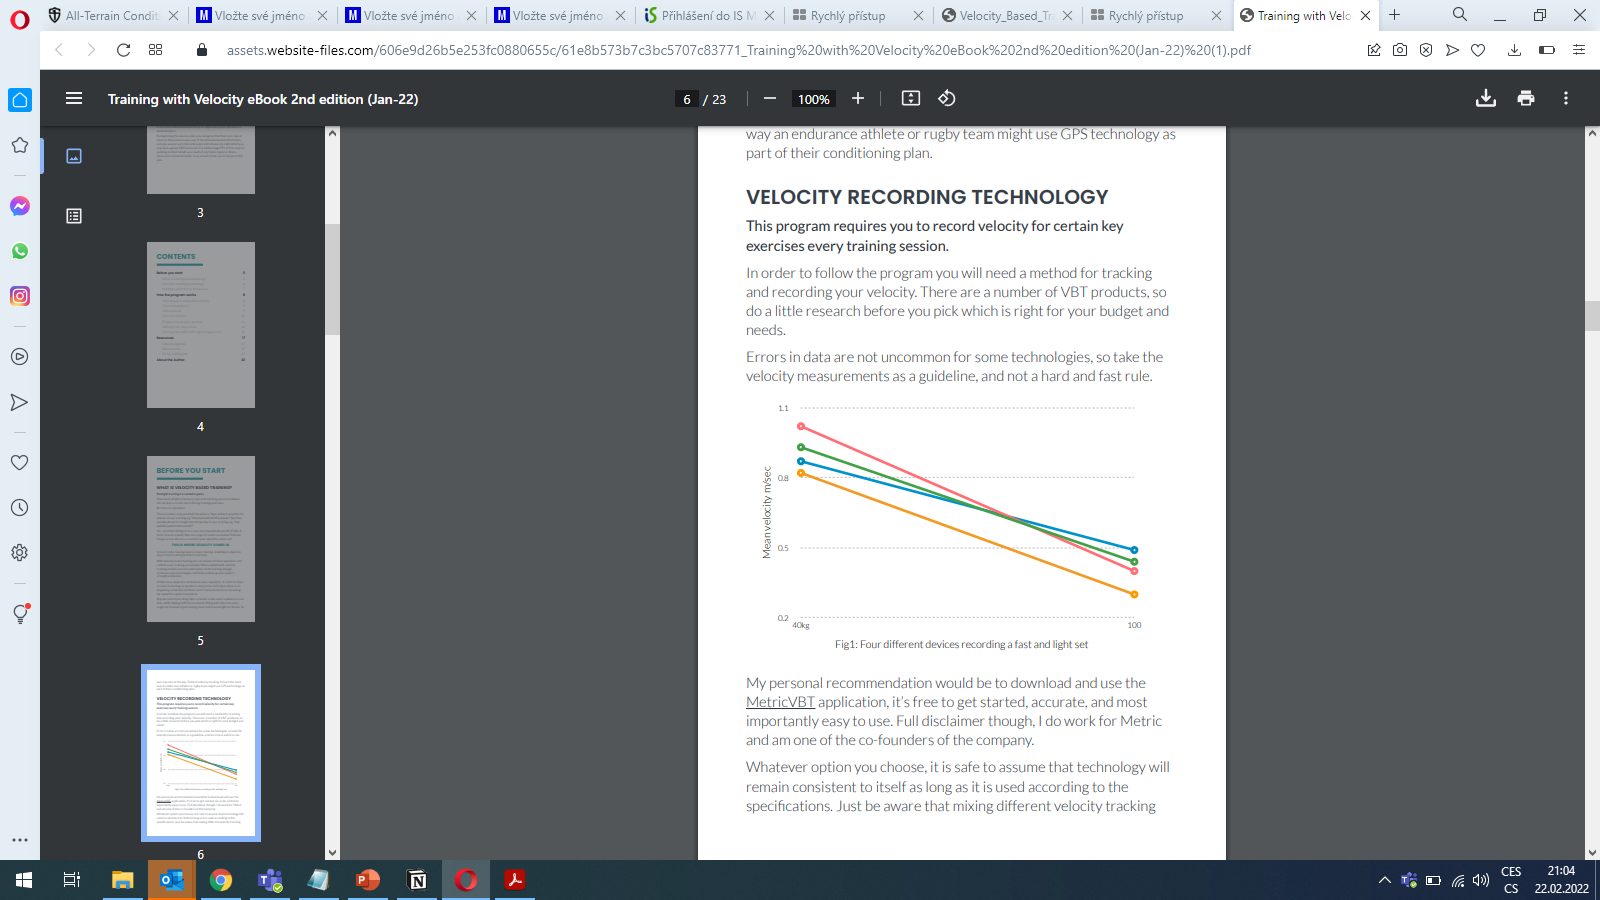 All-Terrain Condit
Vložte své jméno
Vložte své jméno
Vložte své jméno
Přihlášení do IS M
Rychlý přístup
Velocity_Based_Tra
Rychlý přístup
Training with Velo
assets.website-files.com/606e9d26b5e253fc0880655c/61e8b573b7c3bc5707c83771_Training%20with%20Velocity%20eBook%202nd%20edition%20(Jan-22)%20(1).pdf
Training with Velocity eBook 2nd edition (Jan-22)
6 / 23
100%
3
CONTENTS
4
BEFORE YOU START
WHAT IS VELOCITY BASED TRAINING?
5
VELOCITY RECORDING TECHNOLOGY
6
way an endurance athlete or rugby team might use GPS technology as
part of their conditioning plan.
VELOCITY RECORDING TECHNOLOGY
This program requires you to record velocity for certain key
exercises every training session.
In order to follow the program you will need a method for tracking
and recording your velocity. There are a number of VBT products, so
do a little research before you pick which is right for your budget and
needs.
Errors in data are not uncommon for some technologies, so take the
velocity measurements as a guideline, and not a hard and fast rule.
Mean velocity m/sec
1.1
0.8
0.5
0.2
40kg
100
Fig1: Four different devices recording a fast and light set
My personal recommendation would be to download and use the
MetricVBT application, it's free to get started, accurate, and most
importantly easy to use. Full disclaimer though, I do work for Metric
and am one of the co-founders of the company.
Whatever option you choose, it is safe to assume that technology will
remain consistent to itself as long as it is used according to the
specifications. Just be aware that mixing different velocity tracking
CES
CS
21:04
22.02.2022